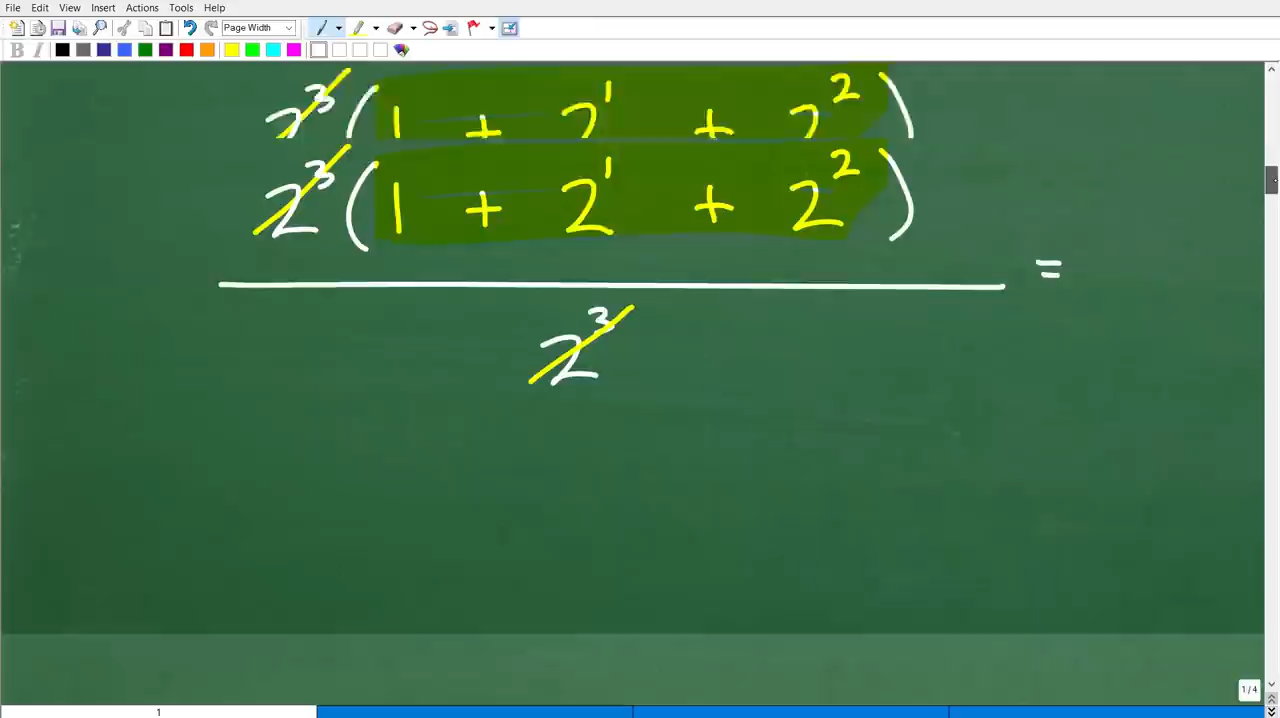 File Edit View Insert Actions Tools Help
Page Width
B I
2³ ( 1 + 2¹ + 2² )
2³ ( 1 + 2¹ + 2² )
=
2³
1 / 4
1